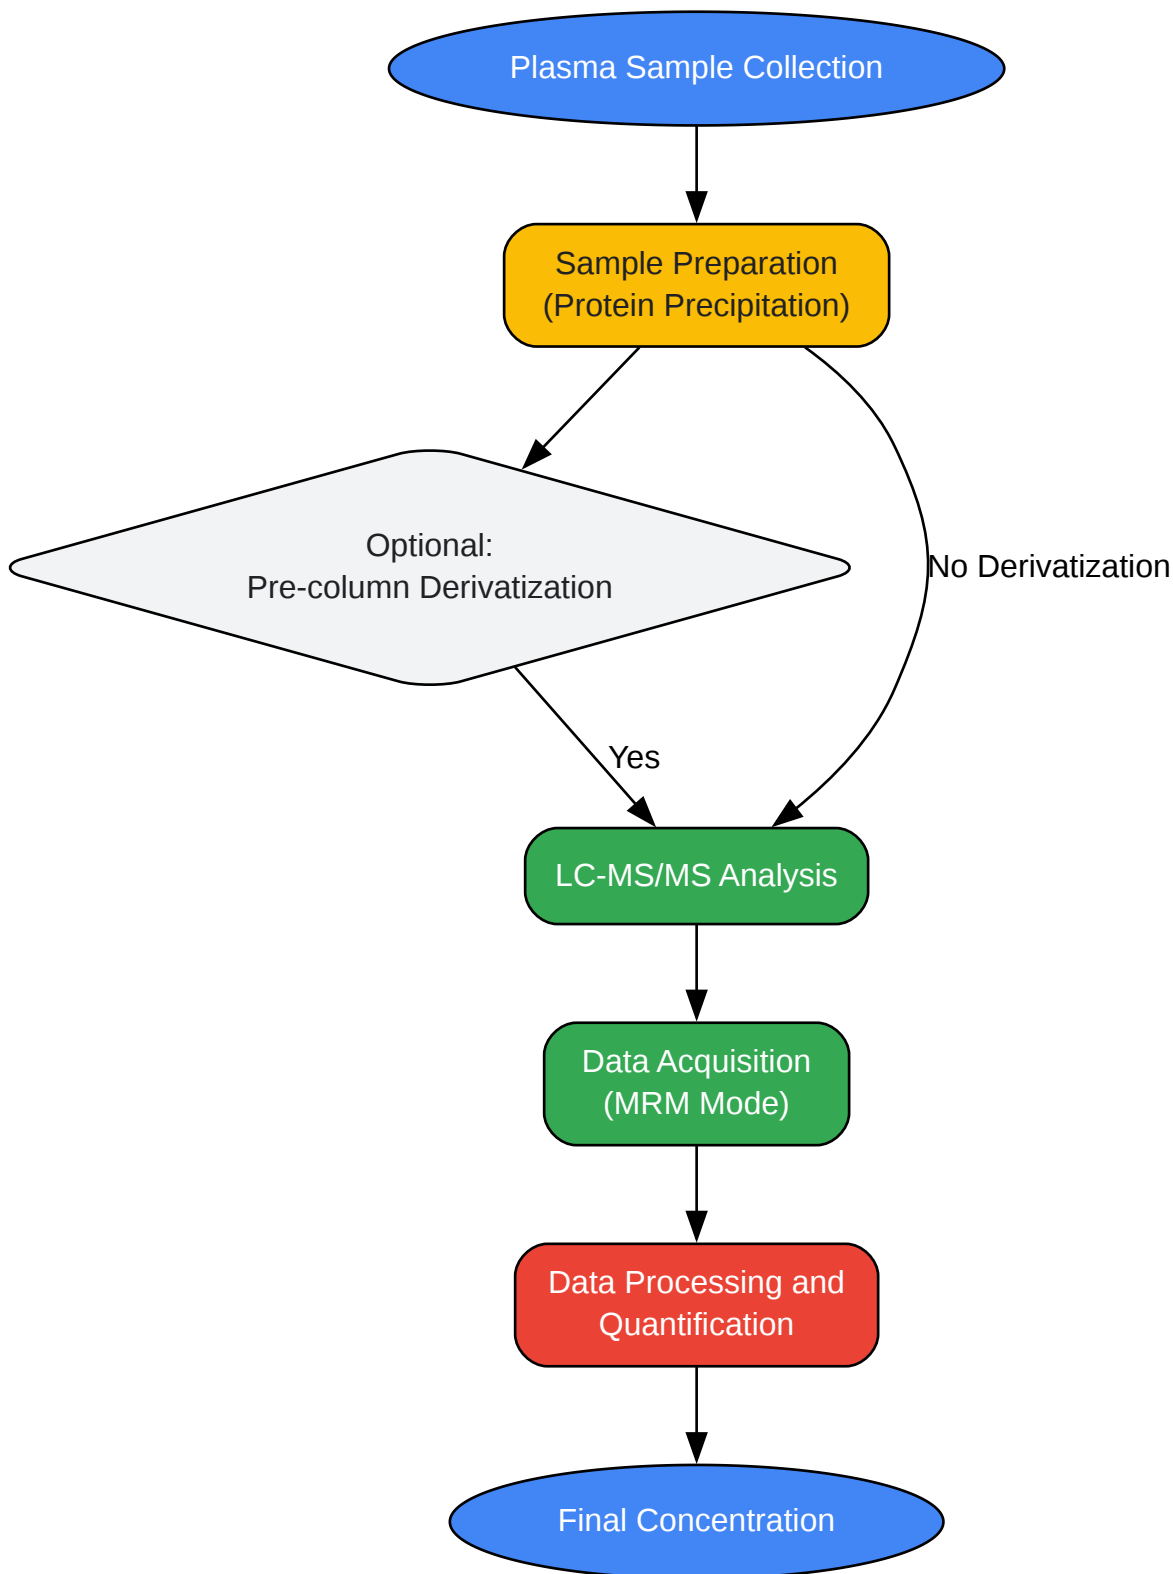 Plasma Sample Collection
Sample Preparation
(Protein Precipitation)
Optional:
Pre-column Derivatization
No Derivatization
Yes
LC-MS/MS Analysis
Data Acquisition
(MRM Mode)
Data Processing and
Quantification
Final Concentration